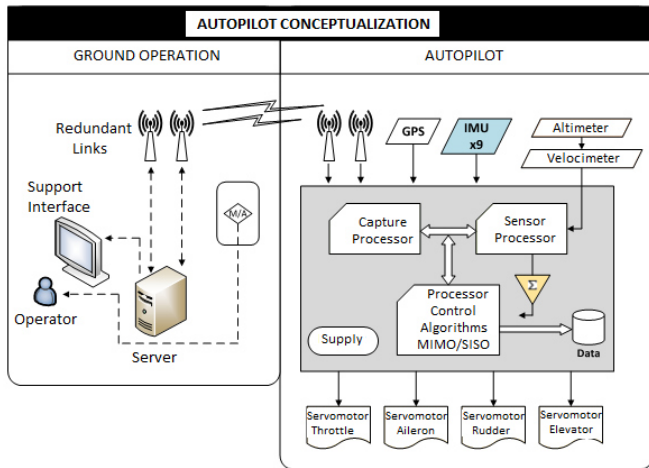 AUTOPILOT CONCEPTUALIZATION
GROUND OPERATION
AUTOPILOT
Redundant
Links
Support
Interface
M/A
Operator
Server
GPS
IMU
x9
Altimeter
Velocimeter
Capture
Processor
Sensor
Processor
Σ
Processor
Control
Algorithms
MIMO/SISO
Supply
Data
Servomotor
Throttle
Servomotor
Aileron
Servomotor
Rudder
Servomotor
Elevator